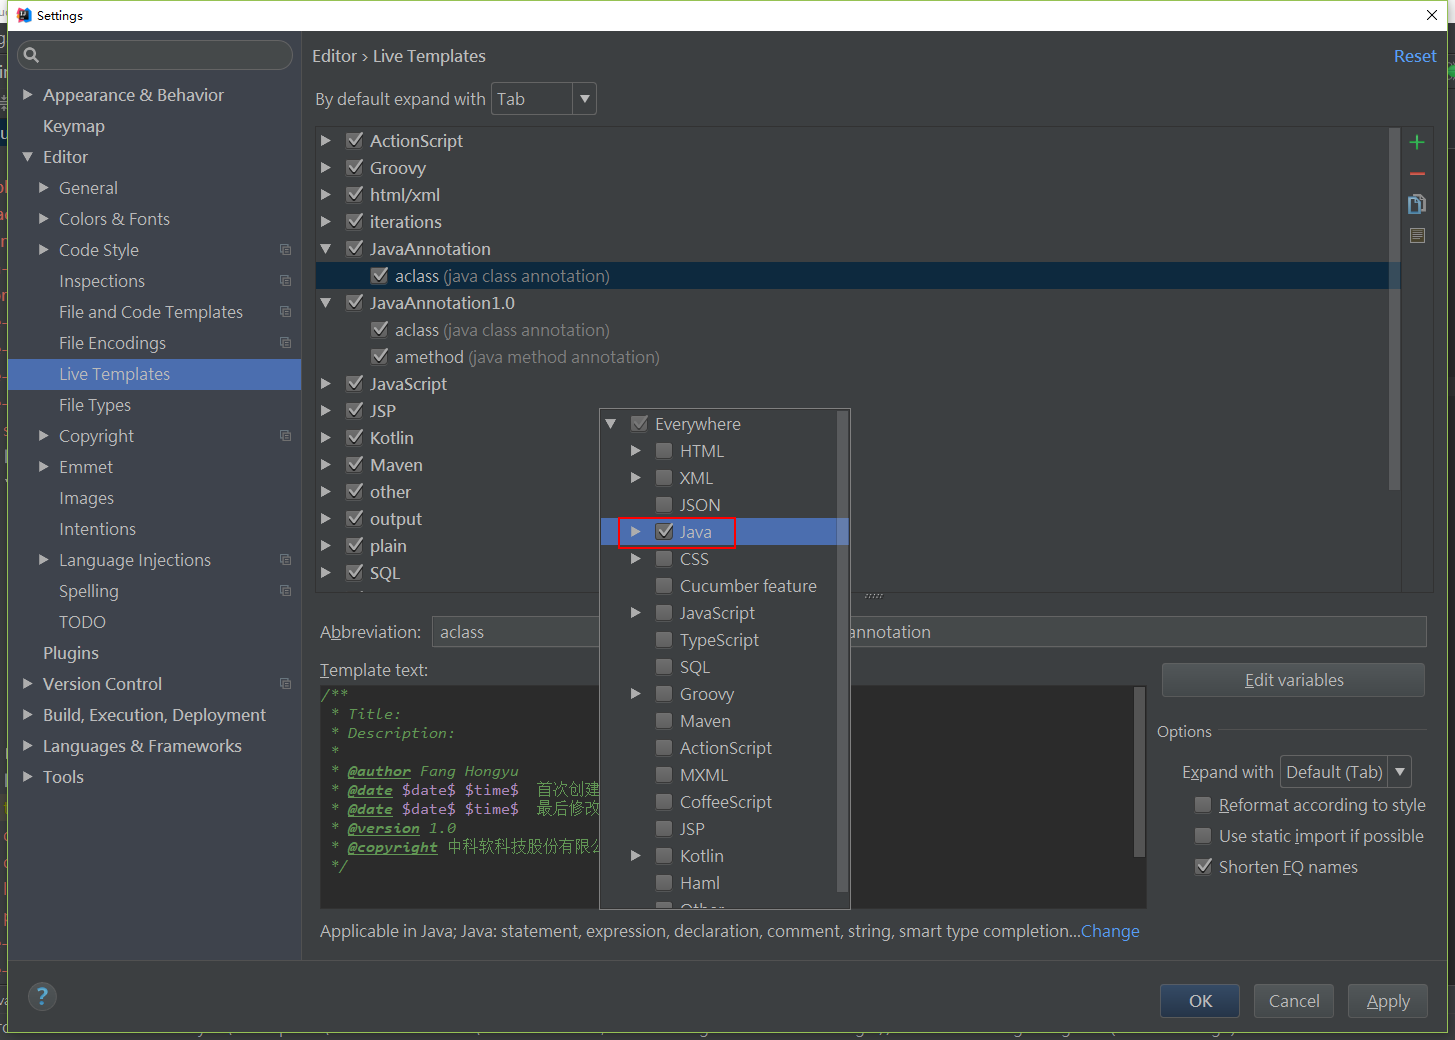 Settings
Editor › Live Templates
Reset
By default expand with
Tab
Appearance & Behavior
Keymap
Editor
General
Colors & Fonts
Code Style
Inspections
File and Code Templates
File Encodings
Live Templates
File Types
Copyright
Emmet
Images
Intentions
Language Injections
Spelling
TODO
Plugins
Version Control
Build, Execution, Deployment
Languages & Frameworks
Tools
ActionScript
Groovy
html/xml
iterations
JavaAnnotation
aclass (java class annotation)
JavaAnnotation1.0
aclass (java class annotation)
amethod (java method annotation)
JavaScript
JSP
Kotlin
Maven
other
output
plain
SQL
Everywhere
HTML
XML
JSON
Java
CSS
Cucumber feature
JavaScript
TypeScript
SQL
Groovy
Maven
ActionScript
MXML
CoffeeScript
JSP
Kotlin
Haml
Other
Abbreviation:
aclass
annotation
Template text:
/**
* Title:
* Description:
*
* @author Fang Hongyu
* @date $date$ $time$ 首次创建
* @date $date$ $time$ 最后修改
* @version 1.0
* @copyright 中科软科技股份有限公
*/
Edit variables
Options
Expand with
Default (Tab)
Reformat according to style
Use static import if possible
Shorten FQ names
Applicable in Java; Java: statement, expression, declaration, comment, string, smart type completion...Change
?
OK
Cancel
Apply